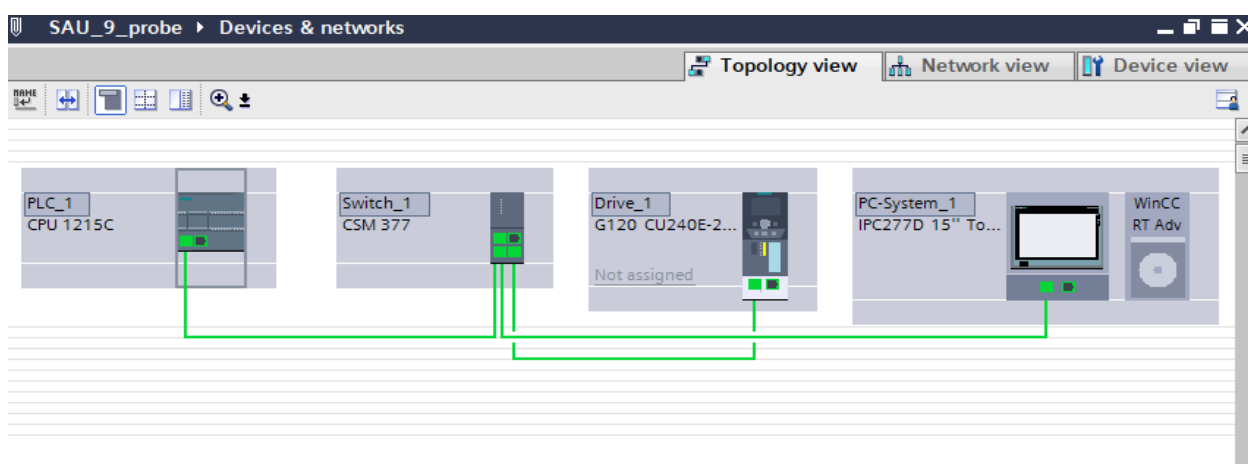 SAU_9_probe ▸ Devices & networks
Topology view
Network view
Device view
PLC_1
CPU 1215C
Switch_1
CSM 377
Drive_1
G120 CU240E-2...
Not assigned
PC-System_1
IPC277D 15" To...
WinCC
RT Adv
NAME